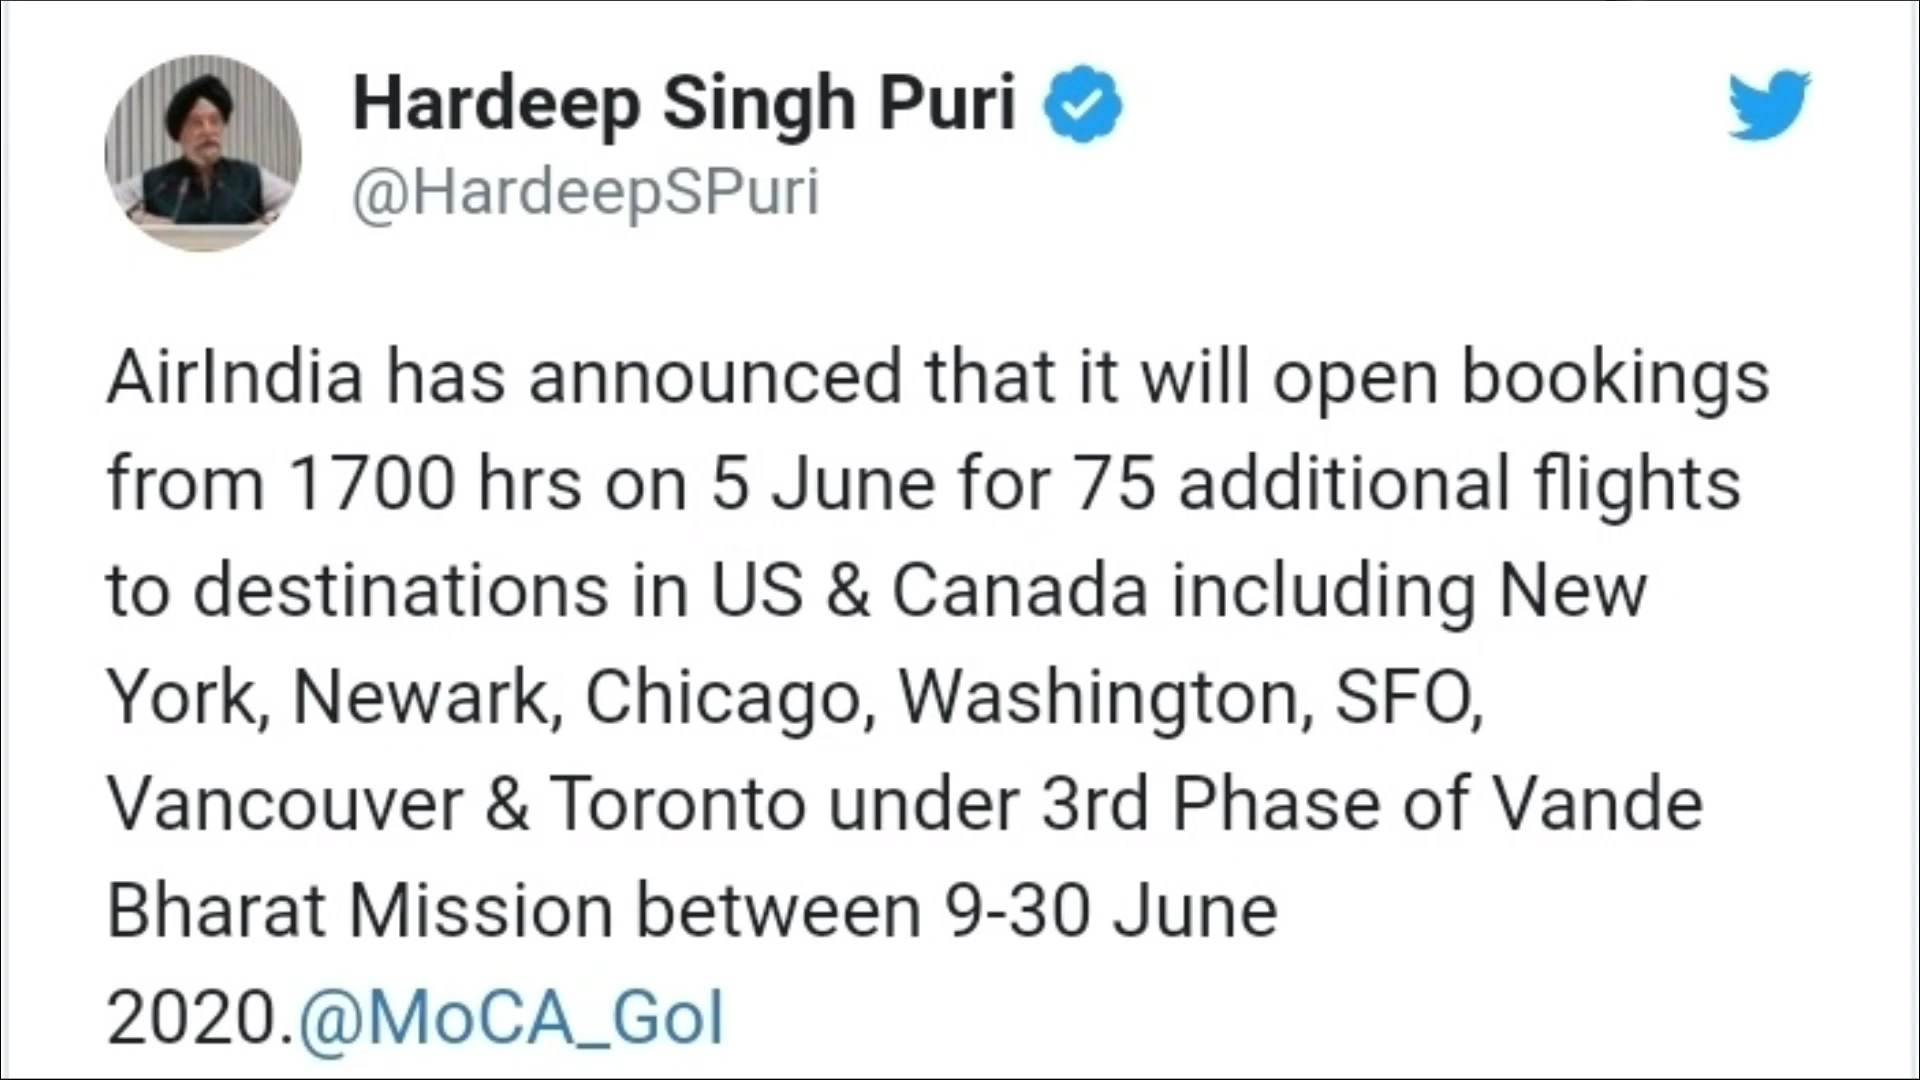 Hardeep Singh Puri
@HardeepSPuri
AirIndia has announced that it will open bookings
from 1700 hrs on 5 June for 75 additional flights
to destinations in US & Canada including New
York, Newark, Chicago, Washington, SFO,
Vancouver & Toronto under 3rd Phase of Vande
Bharat Mission between 9-30 June
2020.@MoCA_GoI